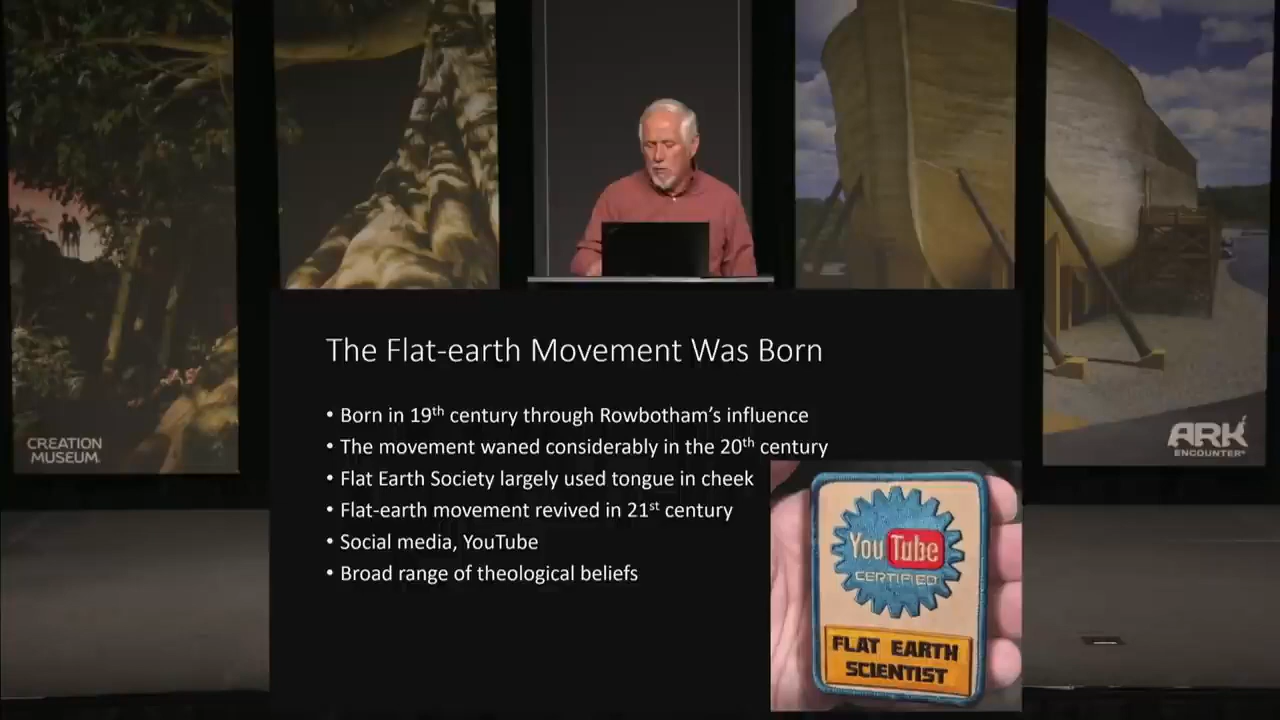 CREATION
MUSEUM
ARK
ENCOUNTER
The Flat-earth Movement Was Born
• Born in 19th century through Rowbotham's influence
• The movement waned considerably in the 20th century
• Flat Earth Society largely used tongue in cheek
• Flat-earth movement revived in 21st century
• Social media, YouTube
• Broad range of theological beliefs
You Tube
CERTIFIED
FLAT EARTH
SCIENTIST